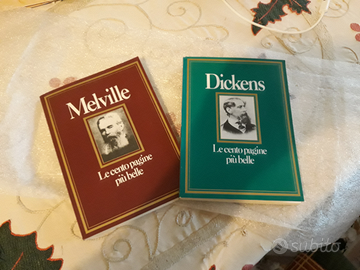 Melville
Le cento pagine
più belle
Dickens
Le cento pagine
più belle
subito